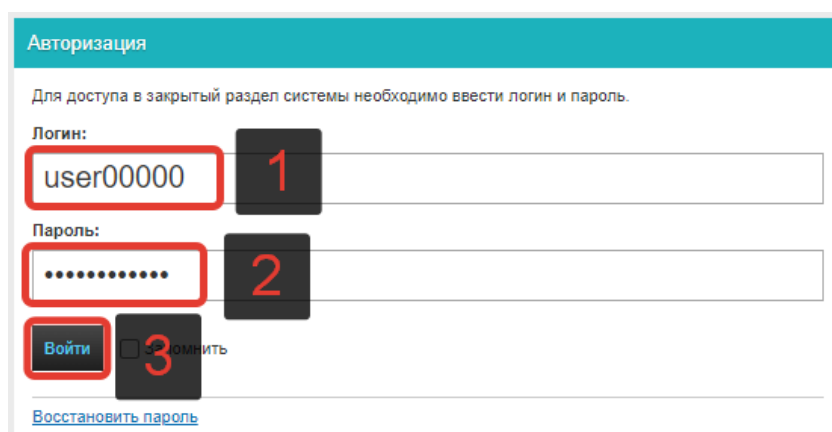 Авторизация
Для доступа в закрытый раздел системы необходимо ввести логин и пароль.
Логин:
user00000
1
Пароль:
••••••••••••
2
Войти
3
Запомнить
Восстановить пароль